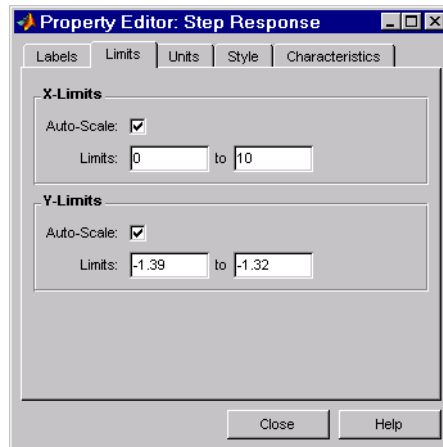 Property Editor: Step Response
Labels Limits Units Style Characteristics
X-Limits
Auto-Scale:
Limits: 0 to 10
Y-Limits
Auto-Scale:
Limits: -1.39 to -1.32
Close Help